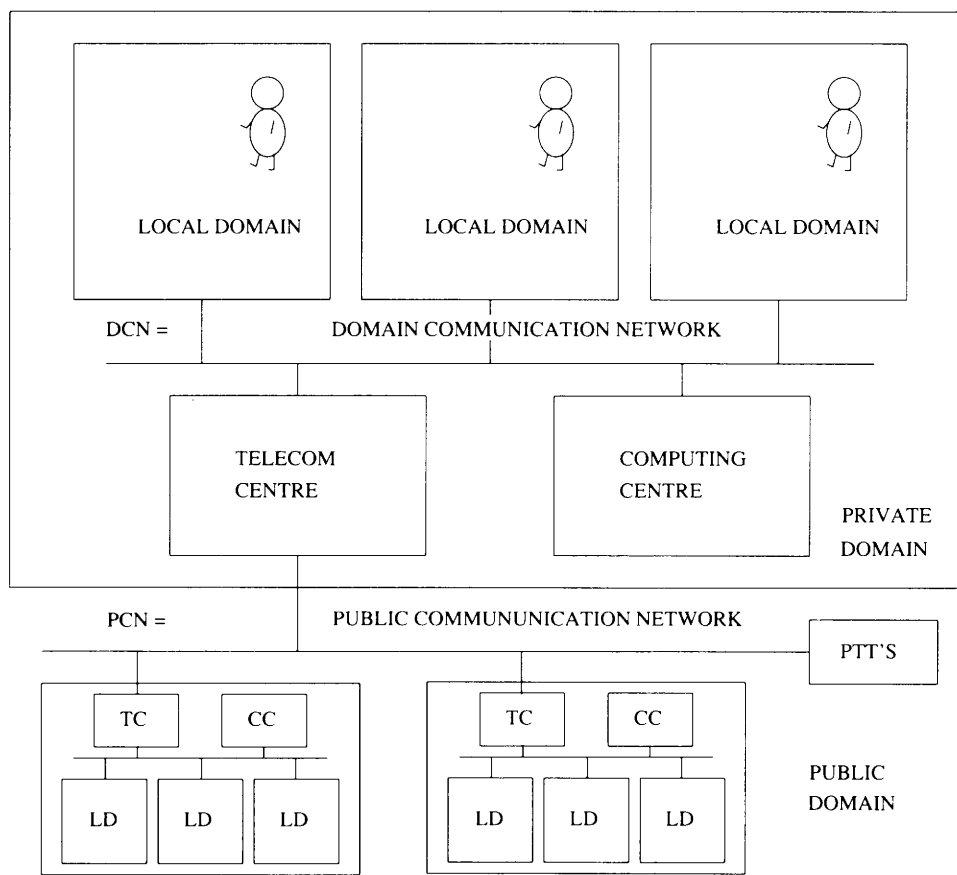 LOCAL DOMAIN LOCAL DOMAIN LOCAL DOMAIN
DCN = DOMAIN COMMUNICATION NETWORK
TELECOM
CENTRE
COMPUTING
CENTRE
PRIVATE
DOMAIN
PCN = PUBLIC COMMUNUNICATION NETWORK
PTT'S
TC CC TC CC
LD LD LD LD LD LD
PUBLIC
DOMAIN